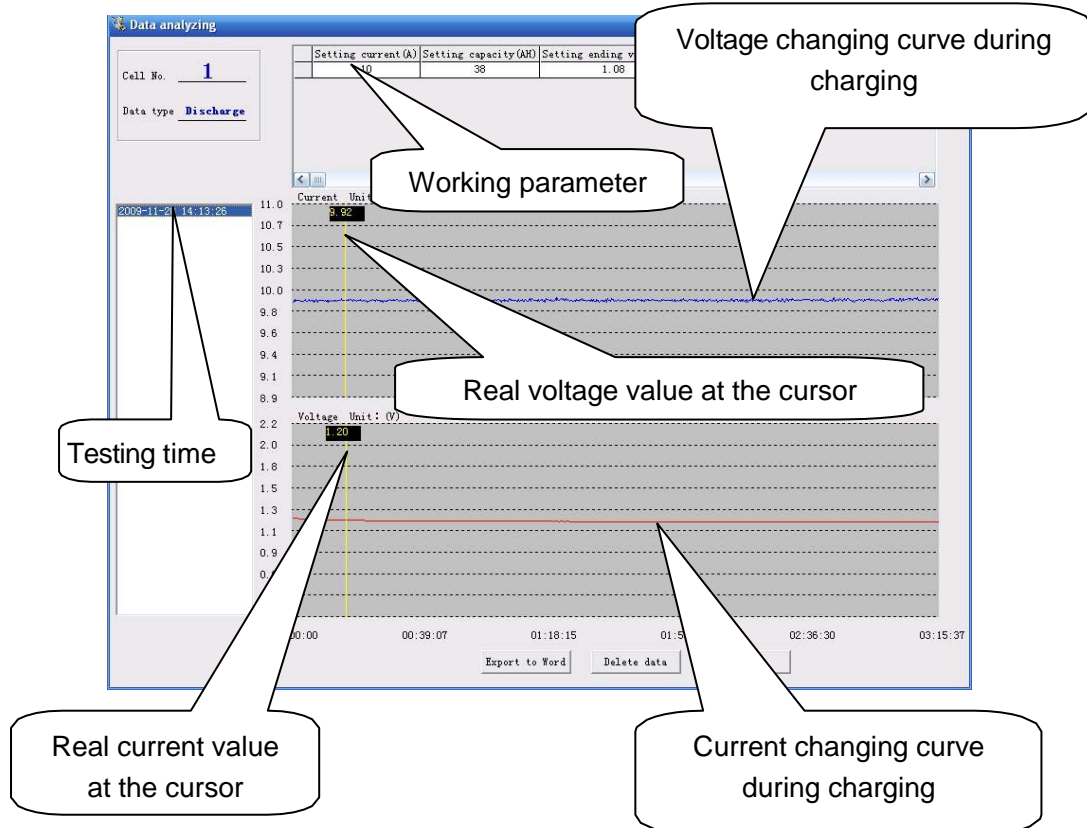 Data analyzing
Voltage changing curve during
charging
Cell No. 1
Data type Discharge
Setting current(A) Setting capacity(AH) Setting ending v
10 38 1.08
Working parameter
2009-11-2 14:13:26
Current Unit
9.92
11.0
10.7
10.5
10.3
10.0
9.8
9.6
9.4
9.1
8.9
Real voltage value at the cursor
Testing time
Voltage Unit:(V)
1.20
2.2
2.0
1.8
1.5
1.3
1.1
0.9
00:00 00:39:07 01:18:15 01:5 02:36:30 03:15:37
Export to Word Delete data
Real current value
at the cursor
Current changing curve
during charging